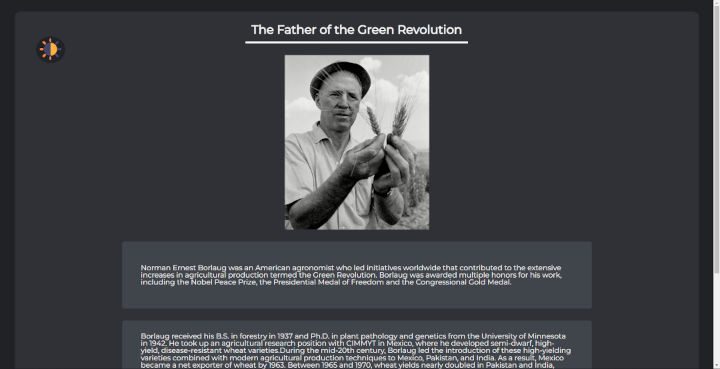 The Father of the Green Revolution
Norman Ernest Borlaug was an American agronomist who led initiatives worldwide that contributed to the extensive
increases in agricultural production termed the Green Revolution. Borlaug was awarded multiple honors for his work,
including the Nobel Peace Prize, the Presidential Medal of Freedom and the Congressional Gold Medal.
Borlaug received his B.S. in forestry in 1937 and Ph.D. in plant pathology and genetics from the University of Minnesota
in 1942. He took up an agricultural research position with CIMMYT in Mexico, where he developed semi-dwarf, high-
yield, disease-resistant wheat varieties.During the mid-20th century, Borlaug led the introduction of these high-yielding
varieties combined with modern agricultural production techniques to Mexico, Pakistan, and India. As a result, Mexico
became a net exporter of wheat by 1963. Between 1965 and 1970, wheat yields nearly doubled in Pakistan and India,